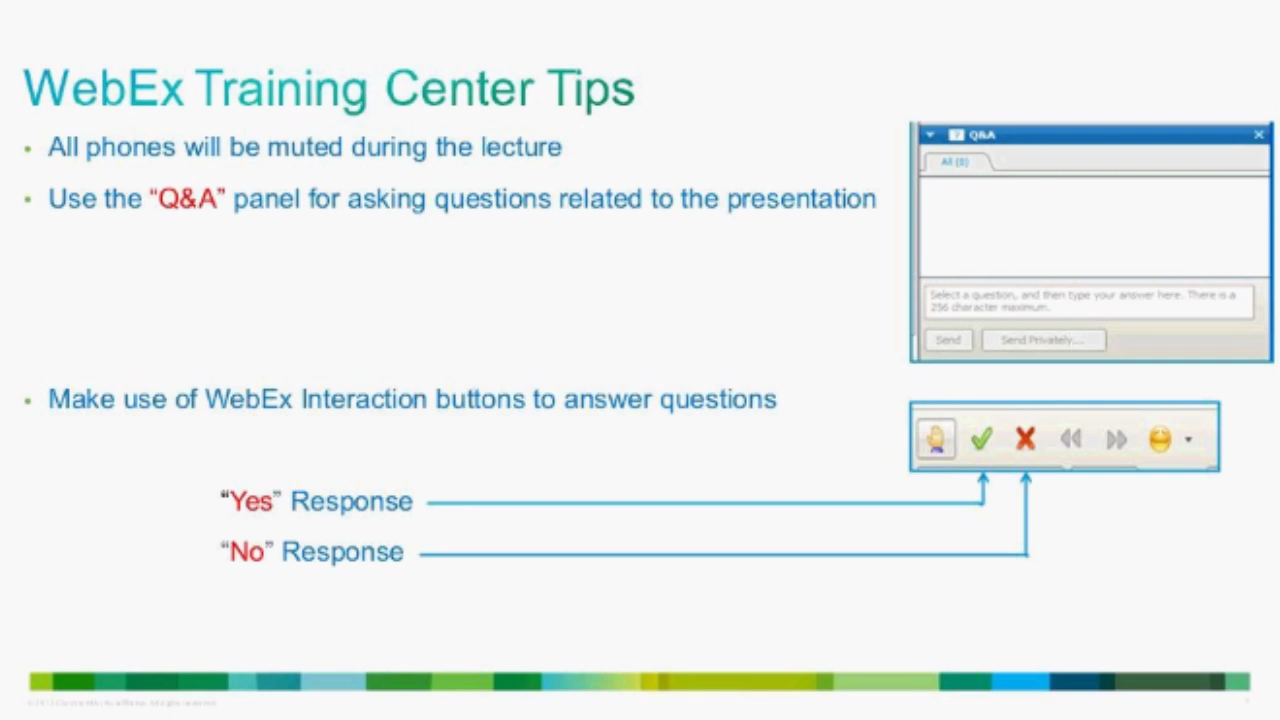 WebEx Training Center Tips
• All phones will be muted during the lecture
• Use the “Q&A” panel for asking questions related to the presentation
Q&A
All (0)
Select a question, and then type your answer here. There is a
256 character maximum.
Send
Send Privately...
• Make use of WebEx Interaction buttons to answer questions
“Yes” Response
“No” Response